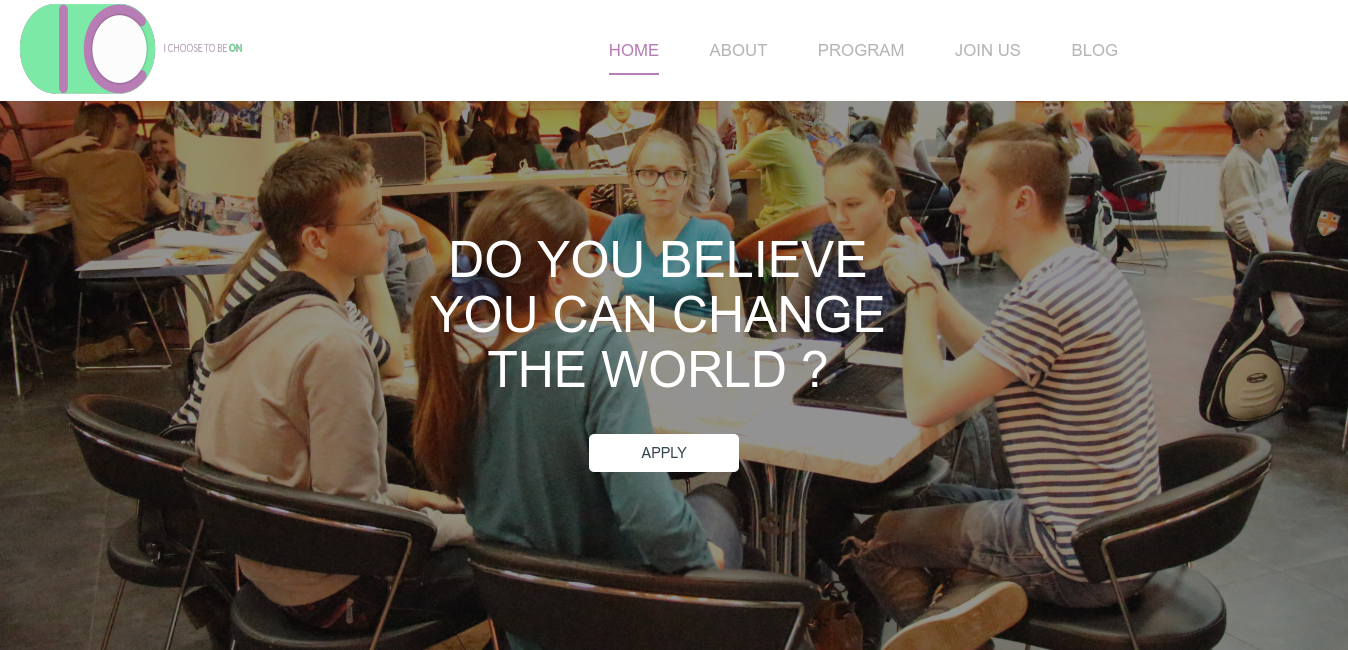 IC
I CHOOSE TO BE ON
HOME
ABOUT
PROGRAM
JOIN US
BLOG
DO YOU BELIEVE
YOU CAN CHANGE
THE WORLD ?
APPLY